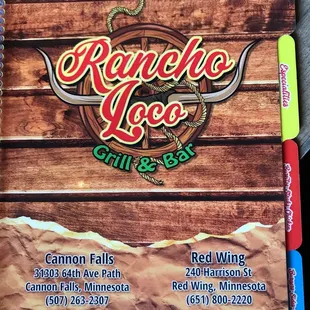 Rancho
Loco
Grill & Bar
Especialties
Cannon Falls
31303 64th Ave Path
Cannon Falls, Minnesota
(507) 263-2307
Red Wing
240 Harrison St
Red Wing, Minnesota
(651) 800-2220